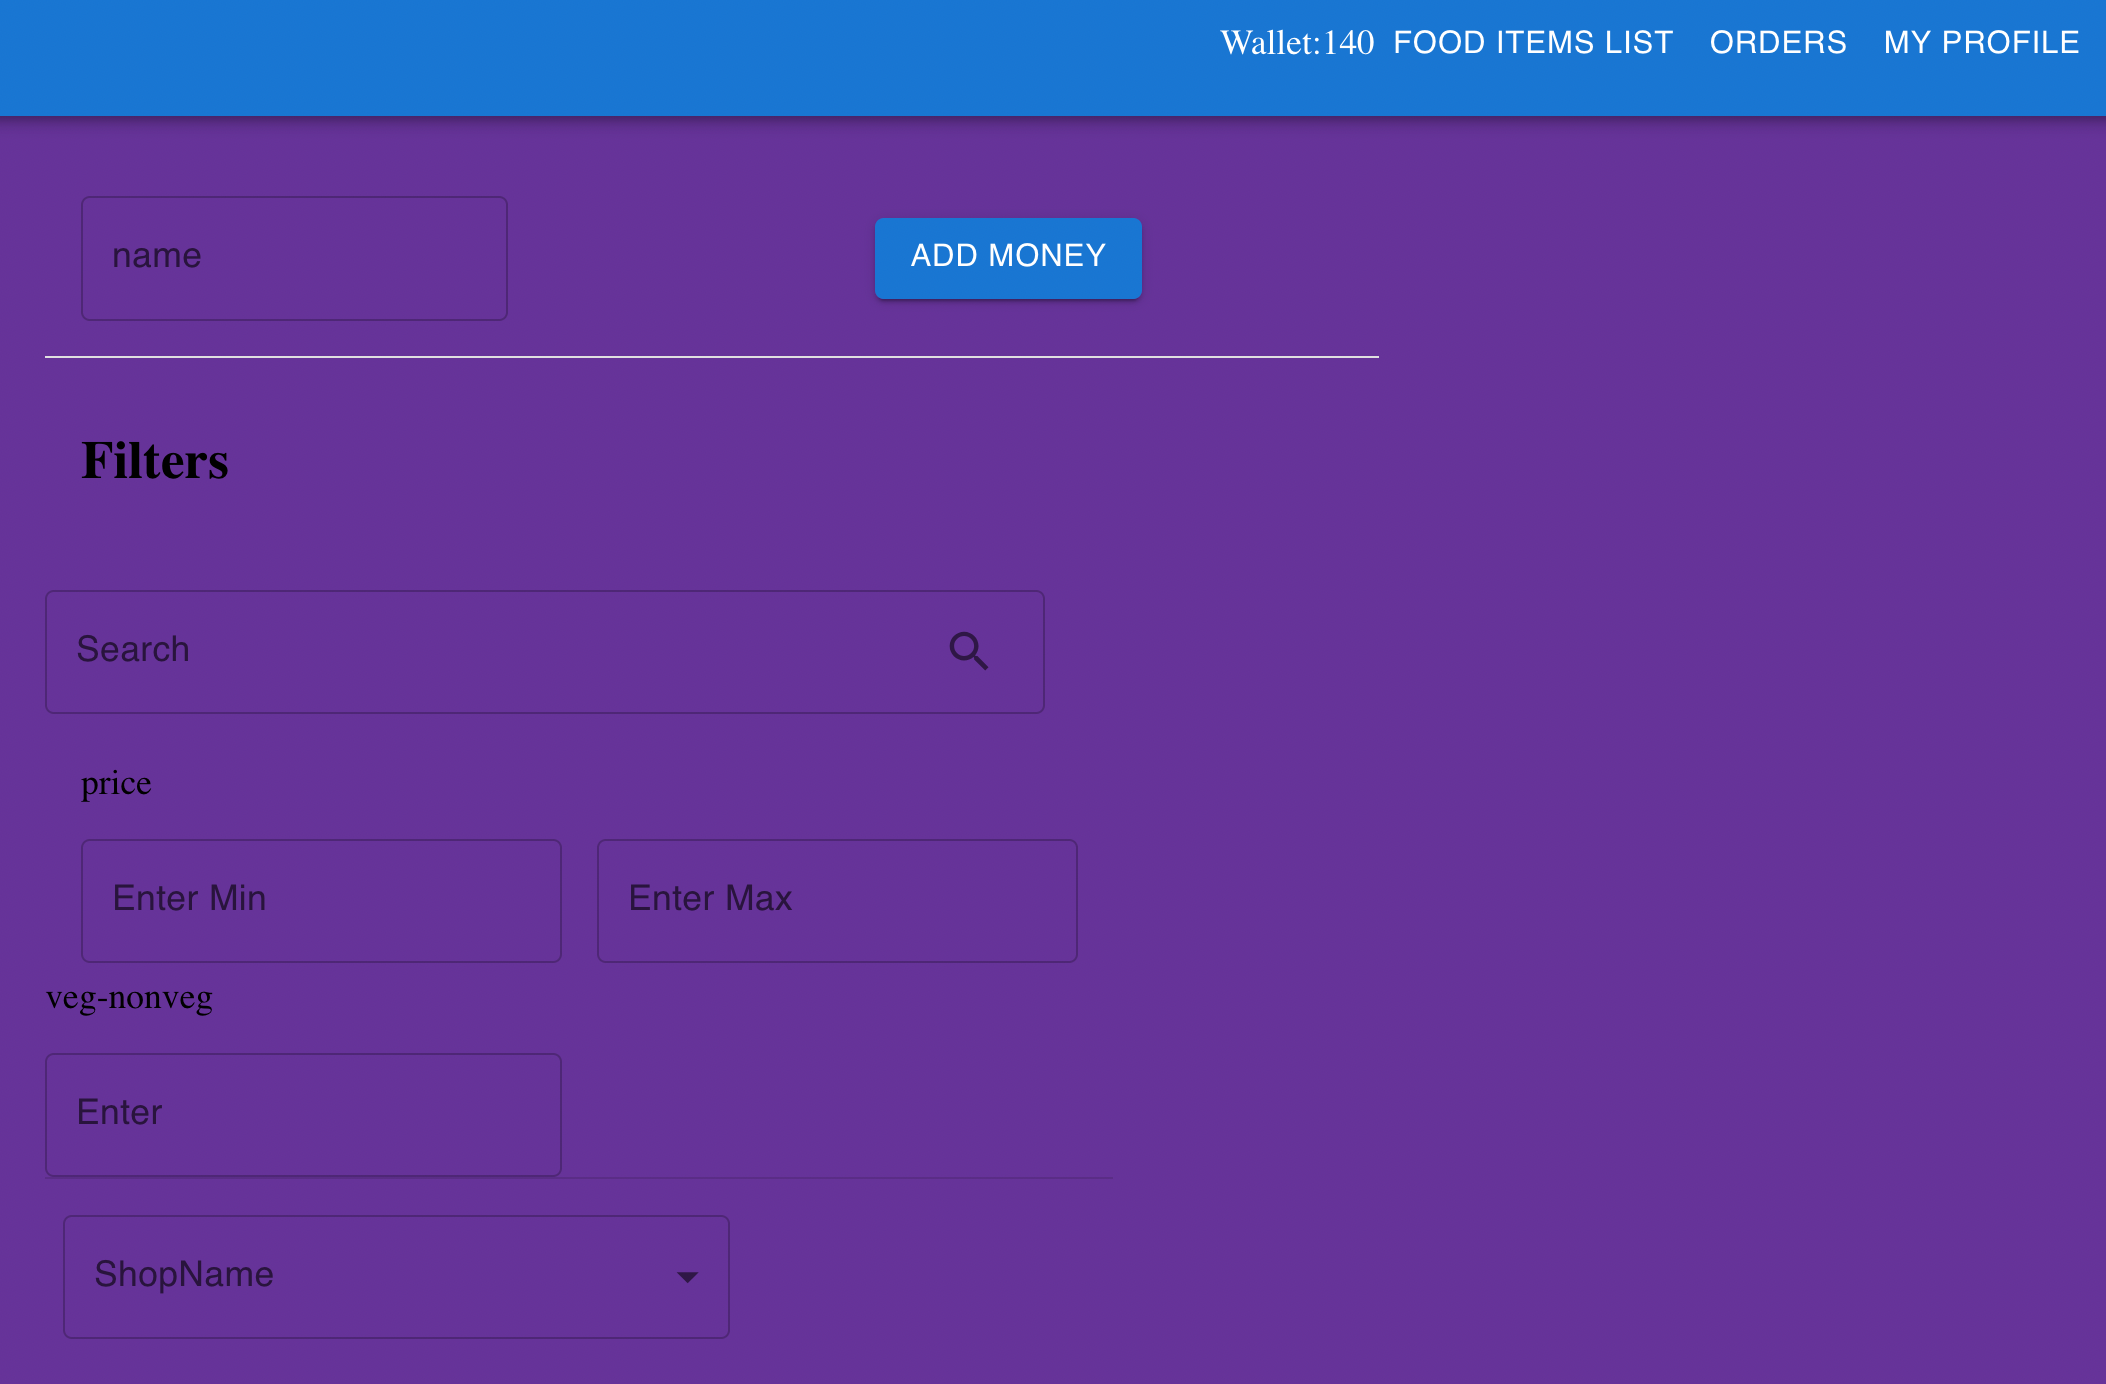 Wallet:140 FOOD ITEMS LIST ORDERS MY PROFILE
name
ADD MONEY
Filters
Search
price
Enter Min
Enter Max
veg-nonveg
Enter
ShopName